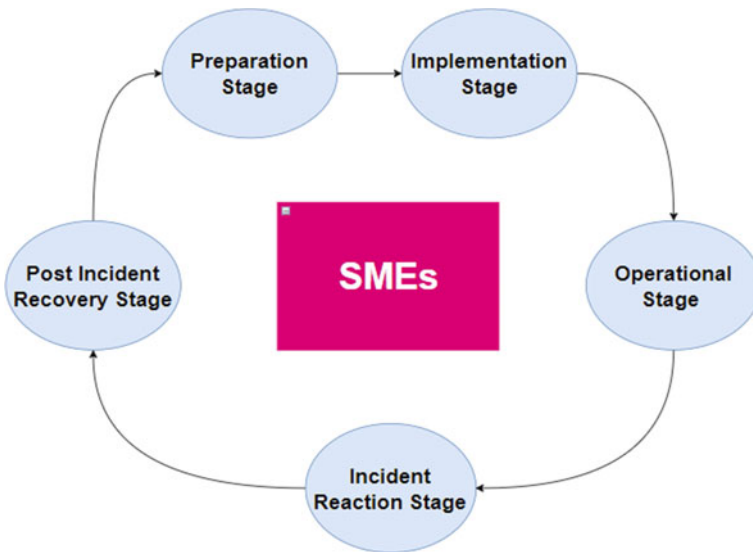 Preparation
Stage
Implementation
Stage
Post Incident
Recovery Stage
SMEs
Operational
Stage
Incident
Reaction Stage